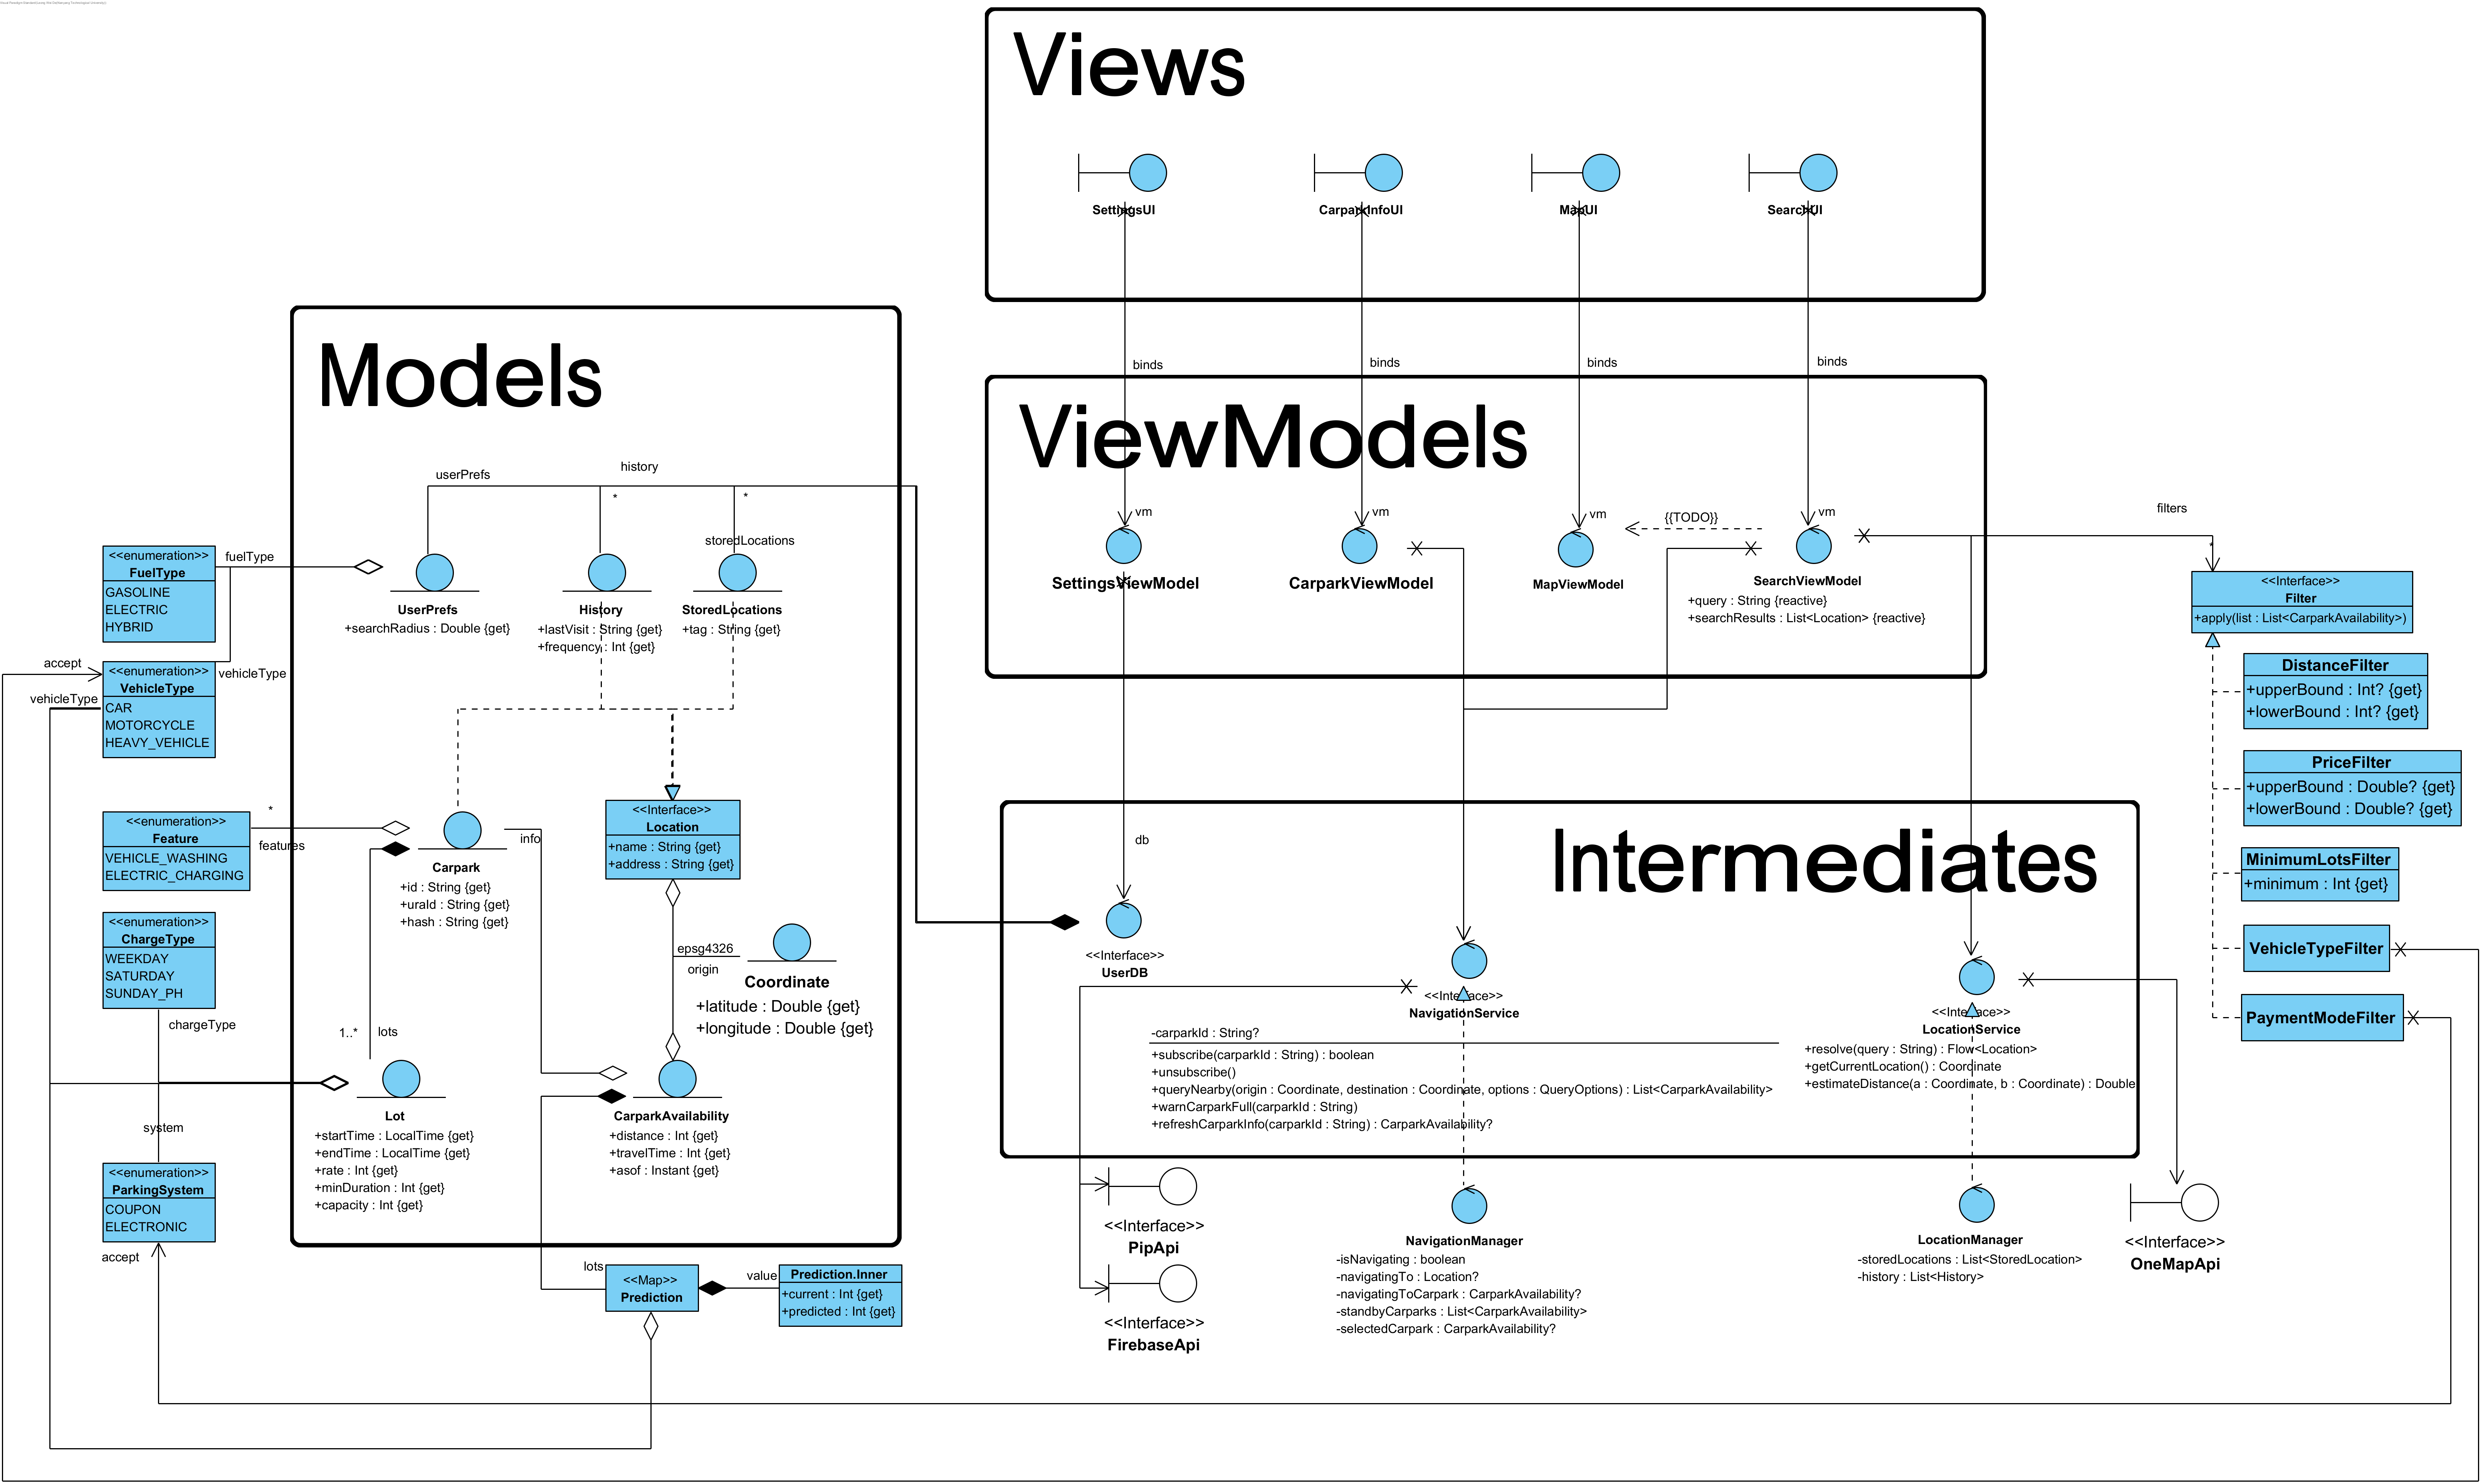 Views
SettingsUI
CarparkInfoUI
MapUI
SearchUI
binds
binds
binds
binds
Models
userPrefs
history
*
*
storedLocations
UserPrefs
+searchRadius : Double {get}
History
+lastVisit : String {get}
+frequency : Int {get}
StoredLocations
+tag : String {get}
<<enumeration>>
FuelType
GASOLINE
ELECTRIC
HYBRID
fuelType
<<enumeration>>
VehicleType
CAR
MOTORCYCLE
HEAVY_VEHICLE
vehicleType
accept
vehicleType
<<enumeration>>
Feature
VEHICLE_WASHING
ELECTRIC_CHARGING
*
features
Carpark
+id : String {get}
+uraId : String {get}
+hash : String {get}
info
<<Interface>>
Location
+name : String {get}
+address : String {get}
epsg4326
origin
Coordinate
+latitude : Double {get}
+longitude : Double {get}
<<enumeration>>
ChargeType
WEEKDAY
SATURDAY
SUNDAY_PH
chargeType
1..*
lots
Lot
+startTime : LocalTime {get}
+endTime : LocalTime {get}
+rate : Int {get}
+minDuration : Int {get}
+capacity : Int {get}
CarparkAvailability
+distance : Int {get}
+travelTime : Int {get}
+asof : Instant {get}
system
<<enumeration>>
ParkingSystem
COUPON
ELECTRONIC
accept
lots
<<Map>>
Prediction
value
Prediction.Inner
+current : Int {get}
+predicted : Int {get}
ViewModels
vm
vm
vm
vm
{{TODO}}
SettingsViewModel
CarparkViewModel
MapViewModel
SearchViewModel
+query : String {reactive}
+searchResults : List<Location> {reactive}
filters
*
<<Interface>>
Filter
+apply(list : List<CarparkAvailability>)
DistanceFilter
+upperBound : Int? {get}
+lowerBound : Int? {get}
PriceFilter
+upperBound : Double? {get}
+lowerBound : Double? {get}
MinimumLotsFilter
+minimum : Int {get}
VehicleTypeFilter
PaymentModeFilter
Intermediates
db
<<Interface>>
UserDB
<<Interface>>
NavigationService
-carparkId : String?
+subscribe(carparkId : String) : boolean
+unsubscribe()
+queryNearby(origin : Coordinate, destination : Coordinate, options : QueryOptions) : List<CarparkAvailability>
+warnCarparkFull(carparkId : String)
+refreshCarparkInfo(carparkId : String) : CarparkAvailability?
<<Interface>>
LocationService
+resolve(query : String) : Flow<Location>
+getCurrentLocation() : Coordinate
+estimateDistance(a : Coordinate, b : Coordinate) : Double
<<Interface>>
PipApi
<<Interface>>
FirebaseApi
NavigationManager
-isNavigating : boolean
-navigatingTo : Location?
-navigatingToCarpark : CarparkAvailability?
-standbyCarparks : List<CarparkAvailability>
-selectedCarpark : CarparkAvailability?
LocationManager
-storedLocations : List<StoredLocation>
-history : List<History>
<<Interface>>
OneMapApi